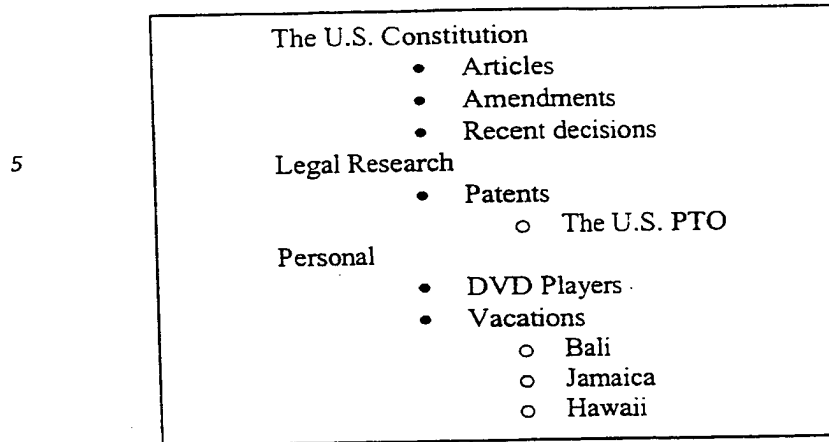 The U.S. Constitution
• Articles
• Amendments
• Recent decisions
5
Legal Research
• Patents
o The U.S. PTO
Personal
• DVD Players
• Vacations
o Bali
o Jamaica
o Hawaii